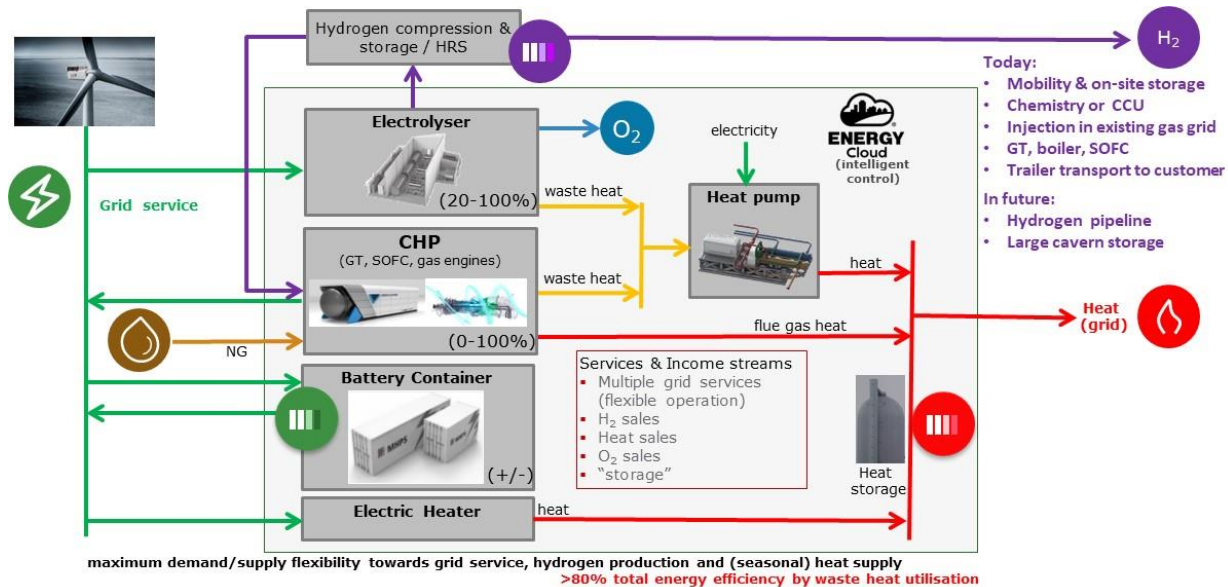 Hydrogen compression &
storage / HRS
H₂
Today:
• Mobility & on-site storage
• Chemistry or CCU
• Injection in existing gas grid
• GT, boiler, SOFC
• Trailer transport to customer
In future:
• Hydrogen pipeline
• Large cavern storage
Electrolyser
(20-100%)
O₂
electricity
ENERGY
Cloud
(intelligent
control)
Grid service
waste heat
Heat pump
CHP
(GT, SOFC, gas engines)
waste heat
heat
(0-100%)
flue gas heat
Heat
(grid)
NG
Battery Container
MHPS
(+/-)
Services & Income streams
▪ Multiple grid services
(flexible operation)
▪ H₂ sales
▪ Heat sales
▪ O₂ sales
▪ “storage”
Heat
storage
Electric Heater
heat
maximum demand/supply flexibility towards grid service, hydrogen production and (seasonal) heat supply
>80% total energy efficiency by waste heat utilisation